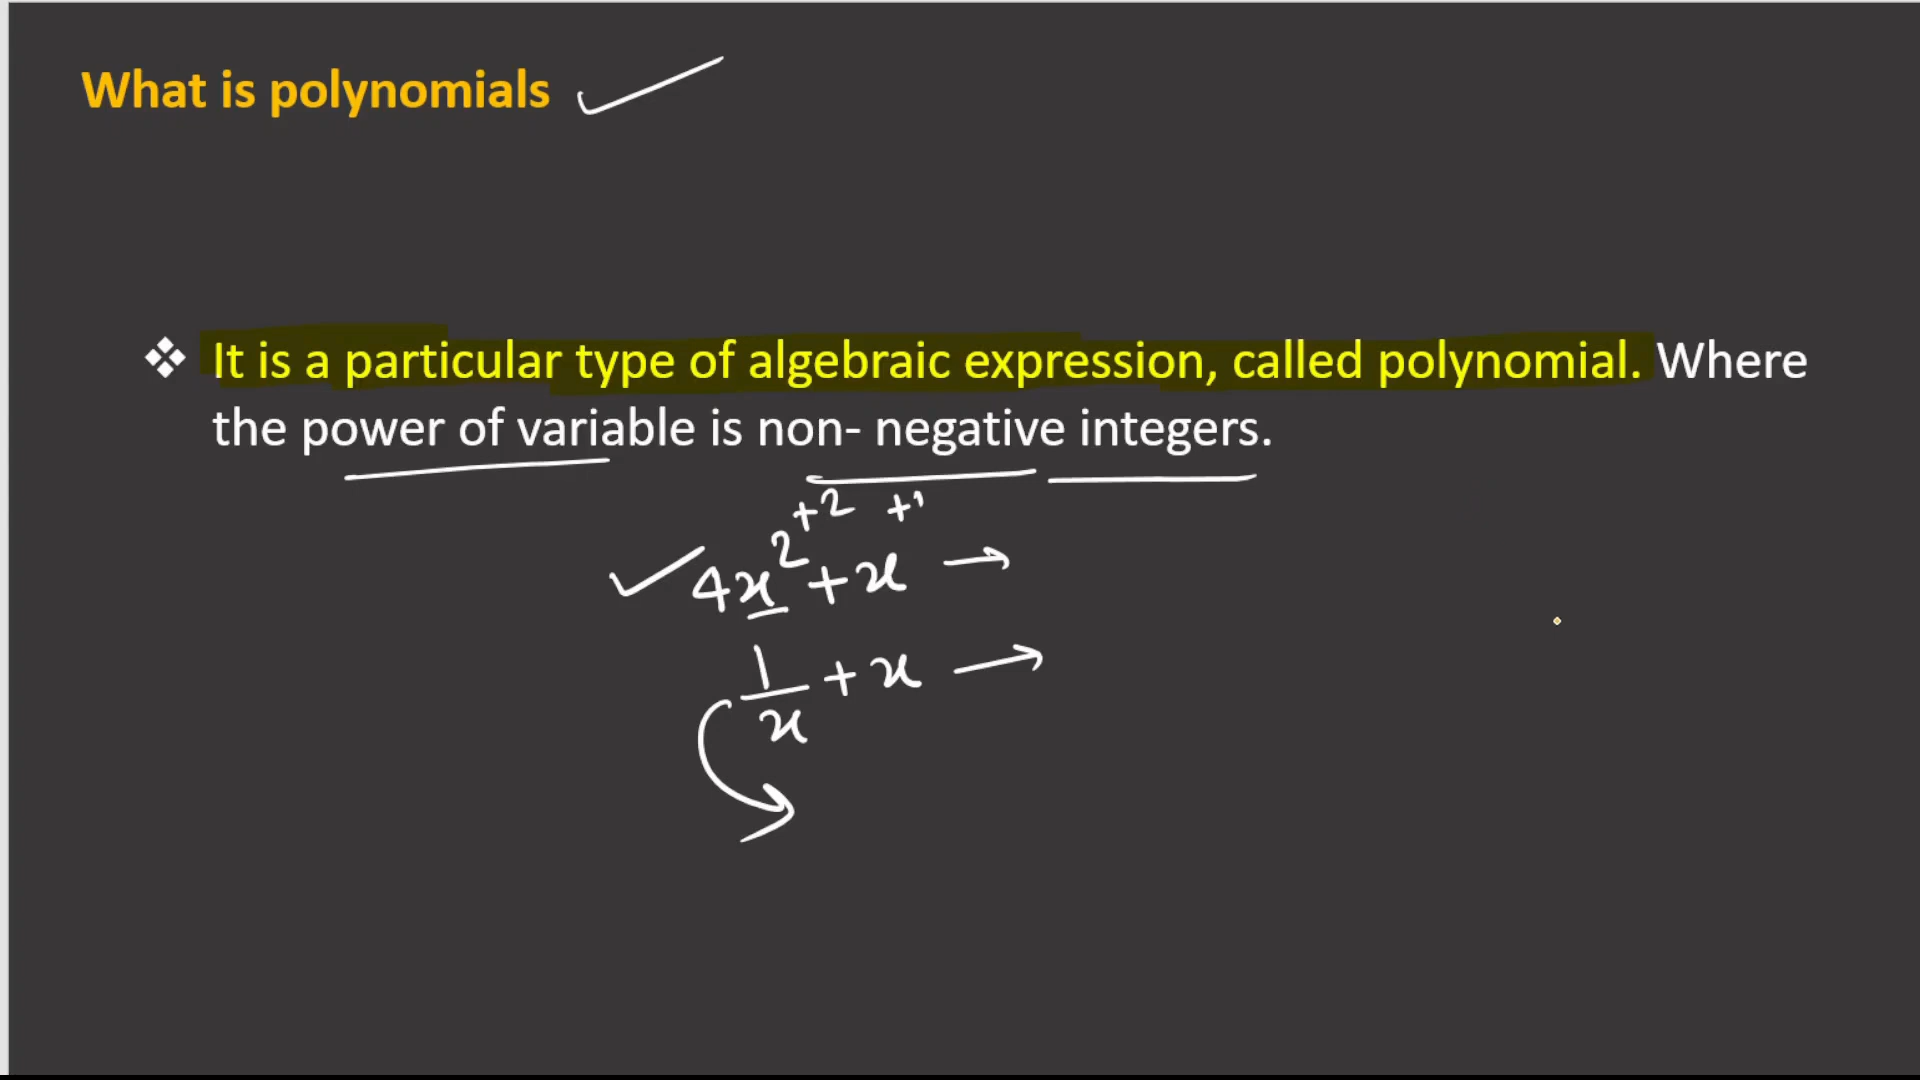 What is polynomials
❖ It is a particular type of algebraic expression, called polynomial. Where
the power of variable is non- negative integers.
+2 +1
4x² + x →
1/x + x →